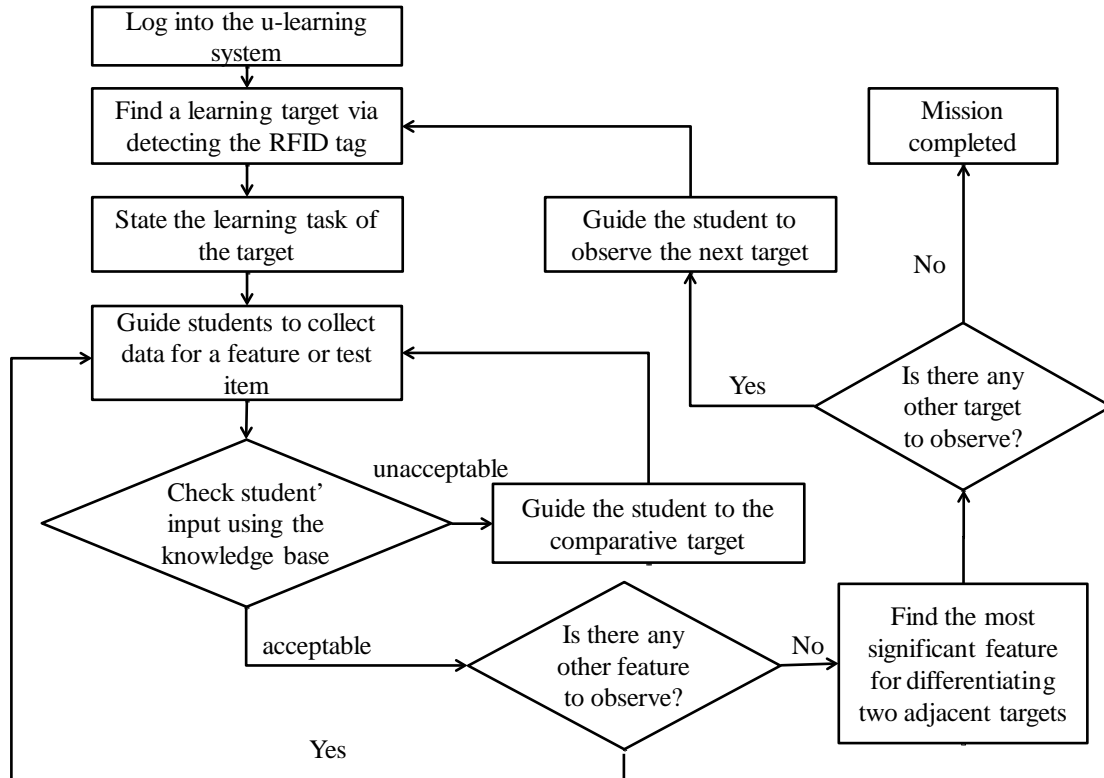 Log into the u-learning
system
Find a learning target via
detecting the RFID tag
Mission
completed
State the learning task of
the target
Guide the student to
observe the next target
No
Guide students to collect
data for a feature or test
item
Yes
Is there any
other target
to observe?
unacceptable
Check student’
input using the
knowledge base
Guide the student to the
comparative target
acceptable
Is there any
other feature
to observe?
No
Find the most
significant feature
for differentiating
two adjacent targets
Yes